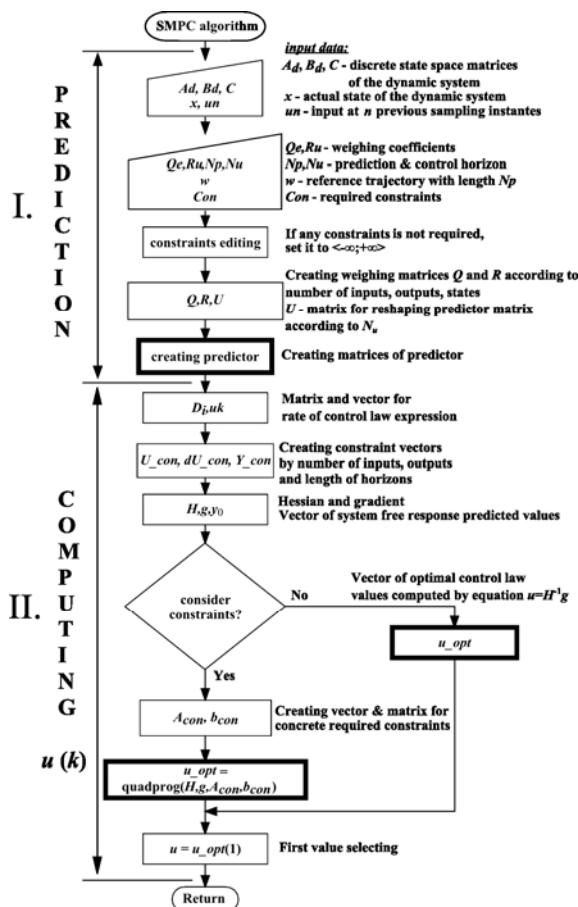 SMPC algorithm
input data:
Ad, Bd, C
x, un
Ad, Bd, C - discrete state space matrices
of the dynamic system
x - actual state of the dynamic system
un - input at n previous sampling instantes
Qe,Ru,Np,Nu
w
Con
Qe,Ru - weighing coefficients
Np,Nu - prediction & control horizon
w - reference trajectory with length Np
Con - required constraints
constraints editing
If any constraints is not required,
set it to <-∞;+∞>
Q,R,U
Creating weighing matrices Q and R according to
number of inputs, outputs, states
U - matrix for reshaping predictor matrix
according to Nu
creating predictor
Creating matrices of predictor
I.
PREDICTION
Di,uk
Matrix and vector for
rate of control law expression
U_con, dU_con, Y_con
Creating constraint vectors
by number of inputs, outputs
and length of horizons
H,g,y0
Hessian and gradient
Vector of system free response predicted values
consider
constraints?
No
Vector of optimal control law
values computed by equation u=H⁻¹g
u_opt
Yes
Acon, bcon
Creating vector & matrix for
concrete required constraints
u_opt =
quadprog(H,g,Acon,bcon)
u = u_opt(1)
First value selecting
II.
COMPUTING
u (k)
Return